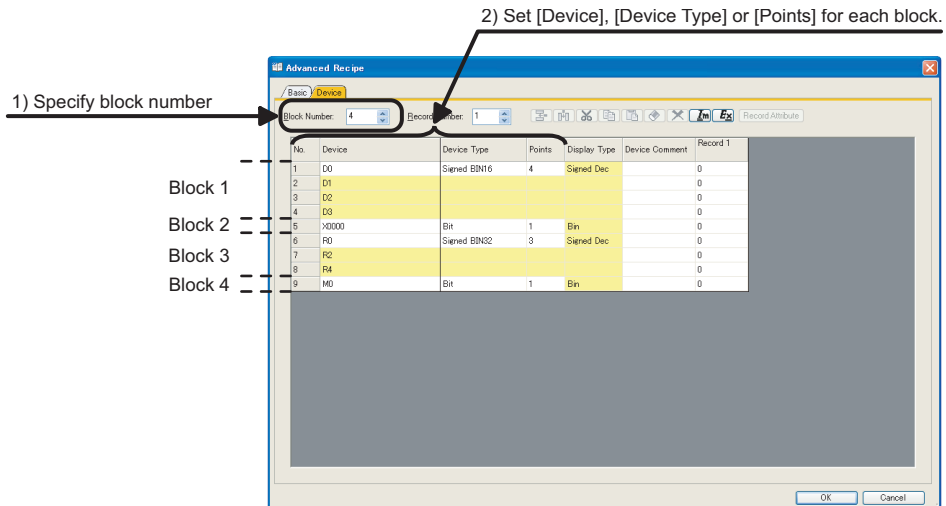 2) Set [Device], [Device Type] or [Points] for each block.
Advanced Recipe
1) Specify block number
Basic Device
Block Number: 4 Record Number: 1 Im Ex Record Attribute
No. Device Device Type Points Display Type Device Comment Record 1
Block 1
1 D0 Signed BIN16 4 Signed Dec 0
2 D1 0
3 D2 0
4 D3 0
Block 2
5 X0000 Bit 1 Bin 0
Block 3
6 R0 Signed BIN32 3 Signed Dec 0
7 R2 0
8 R4 0
Block 4
9 M0 Bit 1 Bin 0
OK Cancel